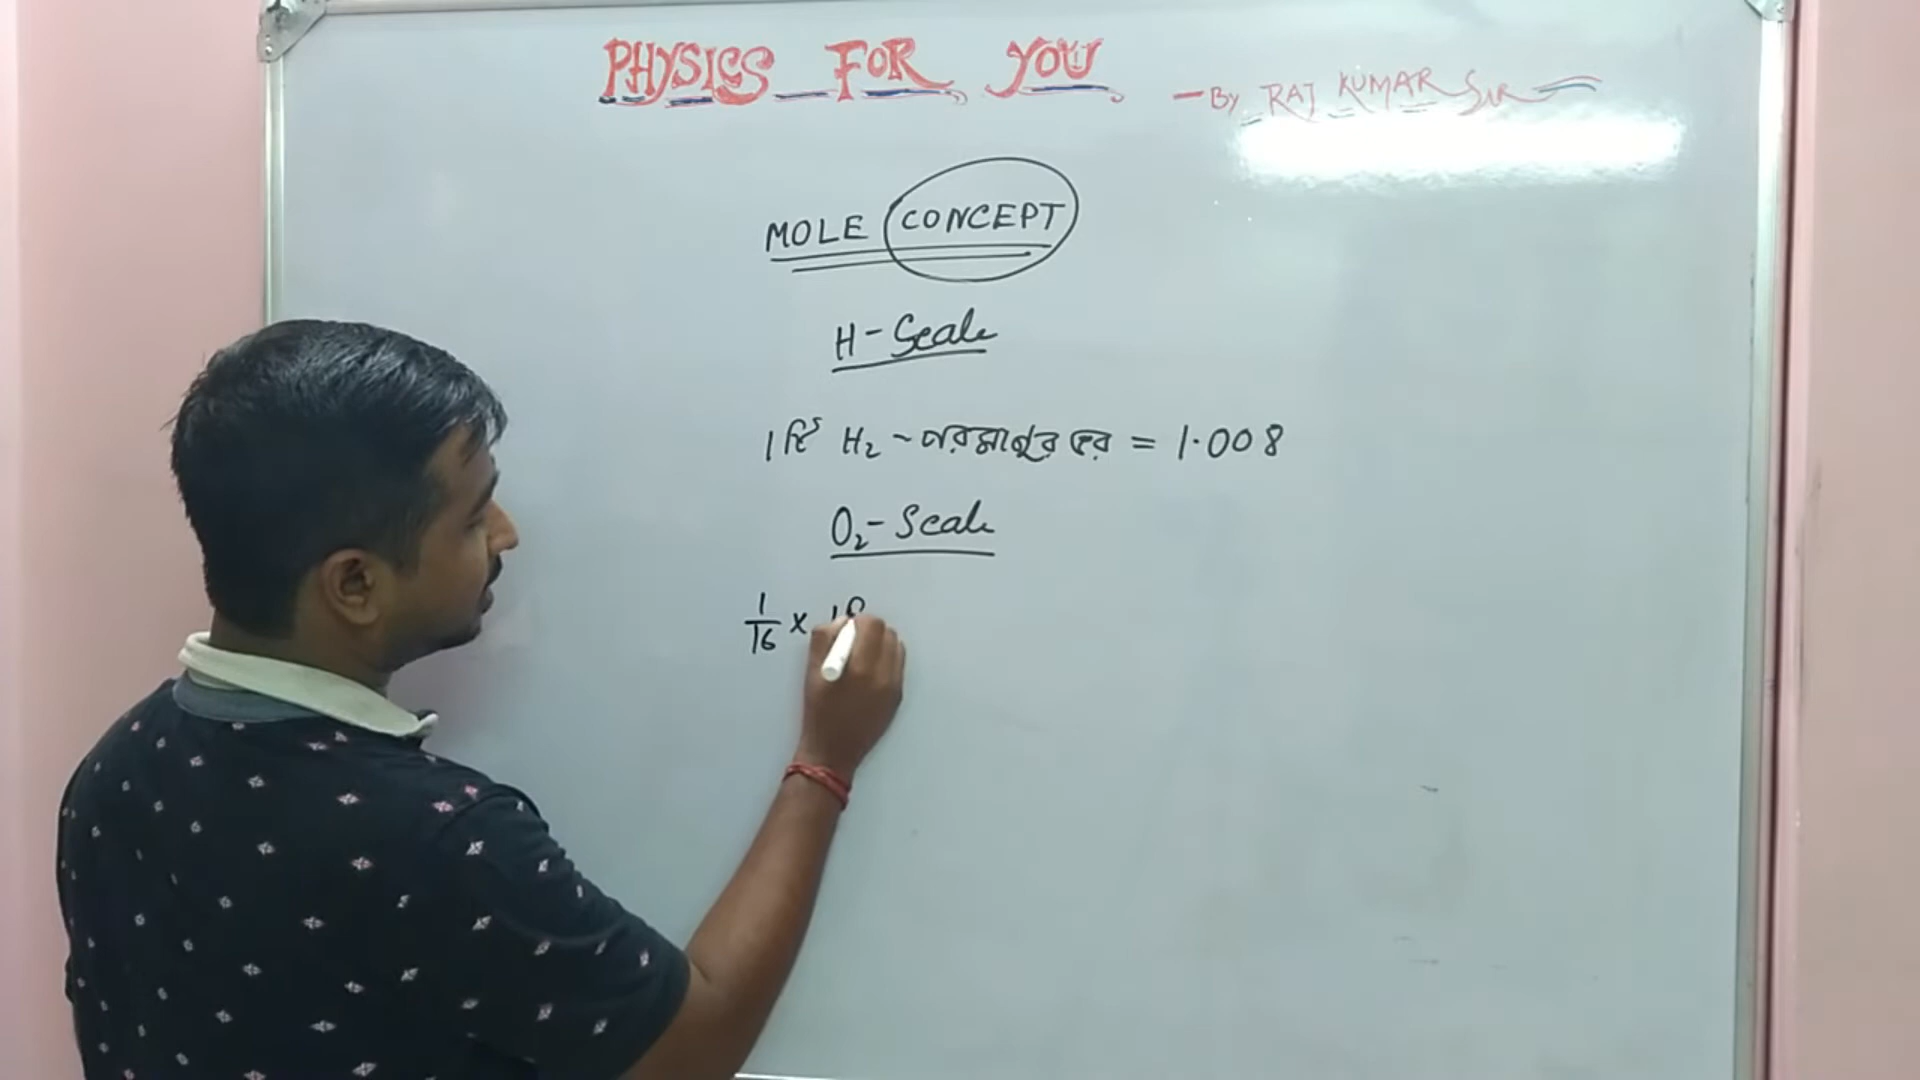 PHYSICS FOR YOU
- By RAJ KUMAR SIR
MOLE CONCEPT
H - Scale
1 টি H₂ - পরমাণুর ভর = 1.008
O₂ - Scale
1/16 ×